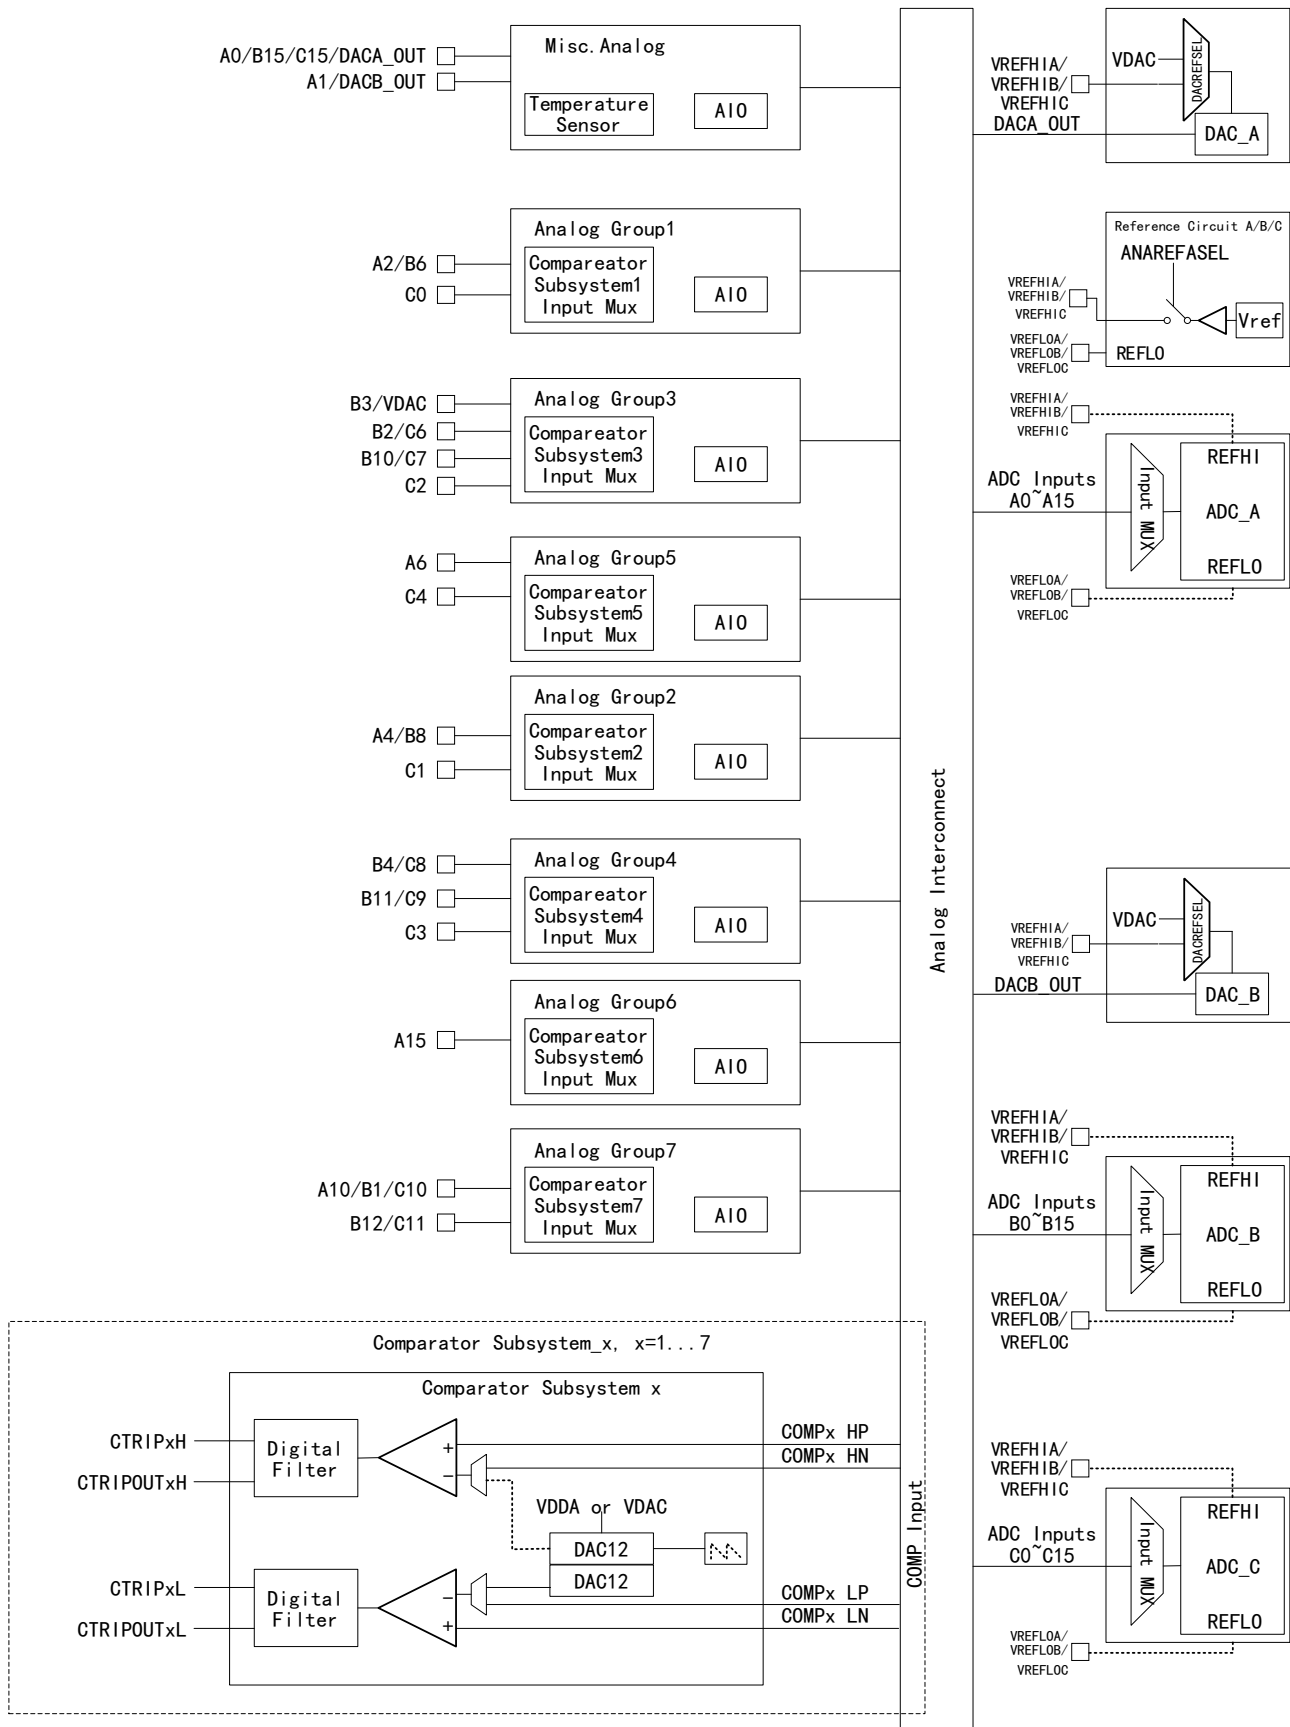 A0/B15/C15/DACA_OUT
A1/DACB_OUT
Misc.Analog
Temperature
Sensor
AIO
A2/B6
C0
Analog Group1
Compareator
Subsystem1
Input Mux
AIO
B3/VDAC
B2/C6
B10/C7
C2
Analog Group3
Compareator
Subsystem3
Input Mux
AIO
A6
C4
Analog Group5
Compareator
Subsystem5
Input Mux
AIO
A4/B8
C1
Analog Group2
Compareator
Subsystem2
Input Mux
AIO
B4/C8
B11/C9
C3
Analog Group4
Compareator
Subsystem4
Input Mux
AIO
A15
Analog Group6
Compareator
Subsystem6
Input Mux
AIO
A10/B1/C10
B12/C11
Analog Group7
Compareator
Subsystem7
Input Mux
AIO
Comparator Subsystem_x, x=1...7
Comparator Subsystem x
CTRIPxH
CTRIPOUTxH
Digital
Filter
+
−
COMPx HP
COMPx HN
VDDA or VDAC
DAC12
DAC12
CTRIPxL
CTRIPOUTxL
Digital
Filter
−
+
COMPx LP
COMPx LN
COMP Input
Analog Interconnect
VREFHIA/
VREFHIB/
VREFHIC
VDAC
DACREFSEL
DACA_OUT
DAC_A
Reference Circuit A/B/C
ANAREFASEL
VREFHIA/
VREFHIB/
VREFHIC
Vref
VREFLOA/
VREFLOB/
VREFLOC
REFLO
VREFHIA/
VREFHIB/
VREFHIC
ADC Inputs
A0~A15
Input MUX
REFHI
ADC_A
REFLO
VREFLOA/
VREFLOB/
VREFLOC
VREFHIA/
VREFHIB/
VREFHIC
VDAC
DACREFSEL
DACB_OUT
DAC_B
VREFHIA/
VREFHIB/
VREFHIC
ADC Inputs
B0~B15
Input MUX
REFHI
ADC_B
REFLO
VREFLOA/
VREFLOB/
VREFLOC
VREFHIA/
VREFHIB/
VREFHIC
ADC Inputs
C0~C15
Input MUX
REFHI
ADC_C
REFLO
VREFLOA/
VREFLOB/
VREFLOC